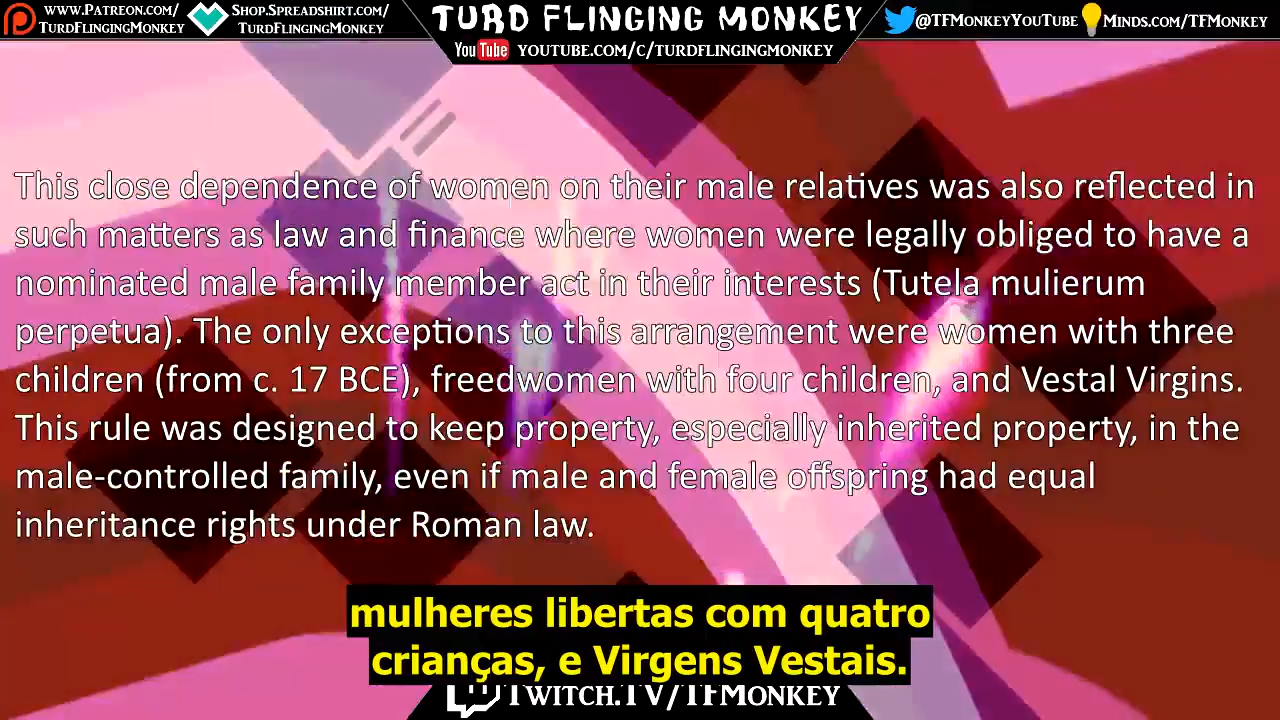 www.Patreon.com/
TurdFlingingMonkey
Shop.Spreadshirt.com/
TurdFlingingMonkey
TURD FLINGING MONKEY
YouTube youtube.com/c/turdflingingmonkey
@TFMonkeyYouTube
Minds.com/TFMonkey
This close dependence of women on their male relatives was also reflected in
such matters as law and finance where women were legally obliged to have a
nominated male family member act in their interests (Tutela mulierum
perpetua). The only exceptions to this arrangement were women with three
children (from c. 17 BCE), freedwomen with four children, and Vestal Virgins.
This rule was designed to keep property, especially inherited property, in the
male-controlled family, even if male and female offspring had equal
inheritance rights under Roman law.
mulheres libertas com quatro
crianças, e Virgens Vestais.
Twitch.TV/TFMonkey